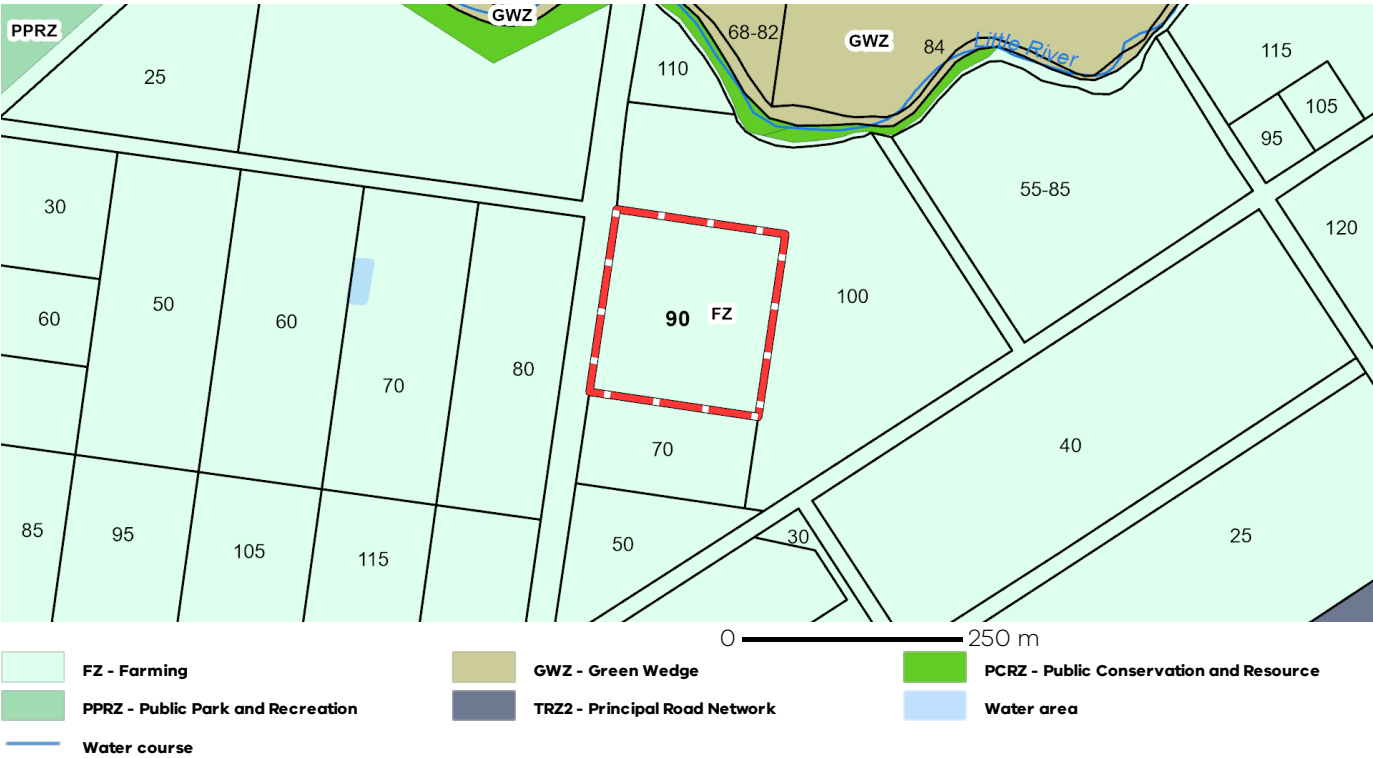 GWZ
PPRZ
68-82
GWZ
84
Little River
115
110
25
105
95
55-85
30
120
100
50
60
60
90
FZ
80
70
70
40
85
95
105
115
50
30
25
0
250 m
FZ - Farming
GWZ - Green Wedge
PCRZ - Public Conservation and Resource
PPRZ - Public Park and Recreation
TRZ2 - Principal Road Network
Water area
Water course